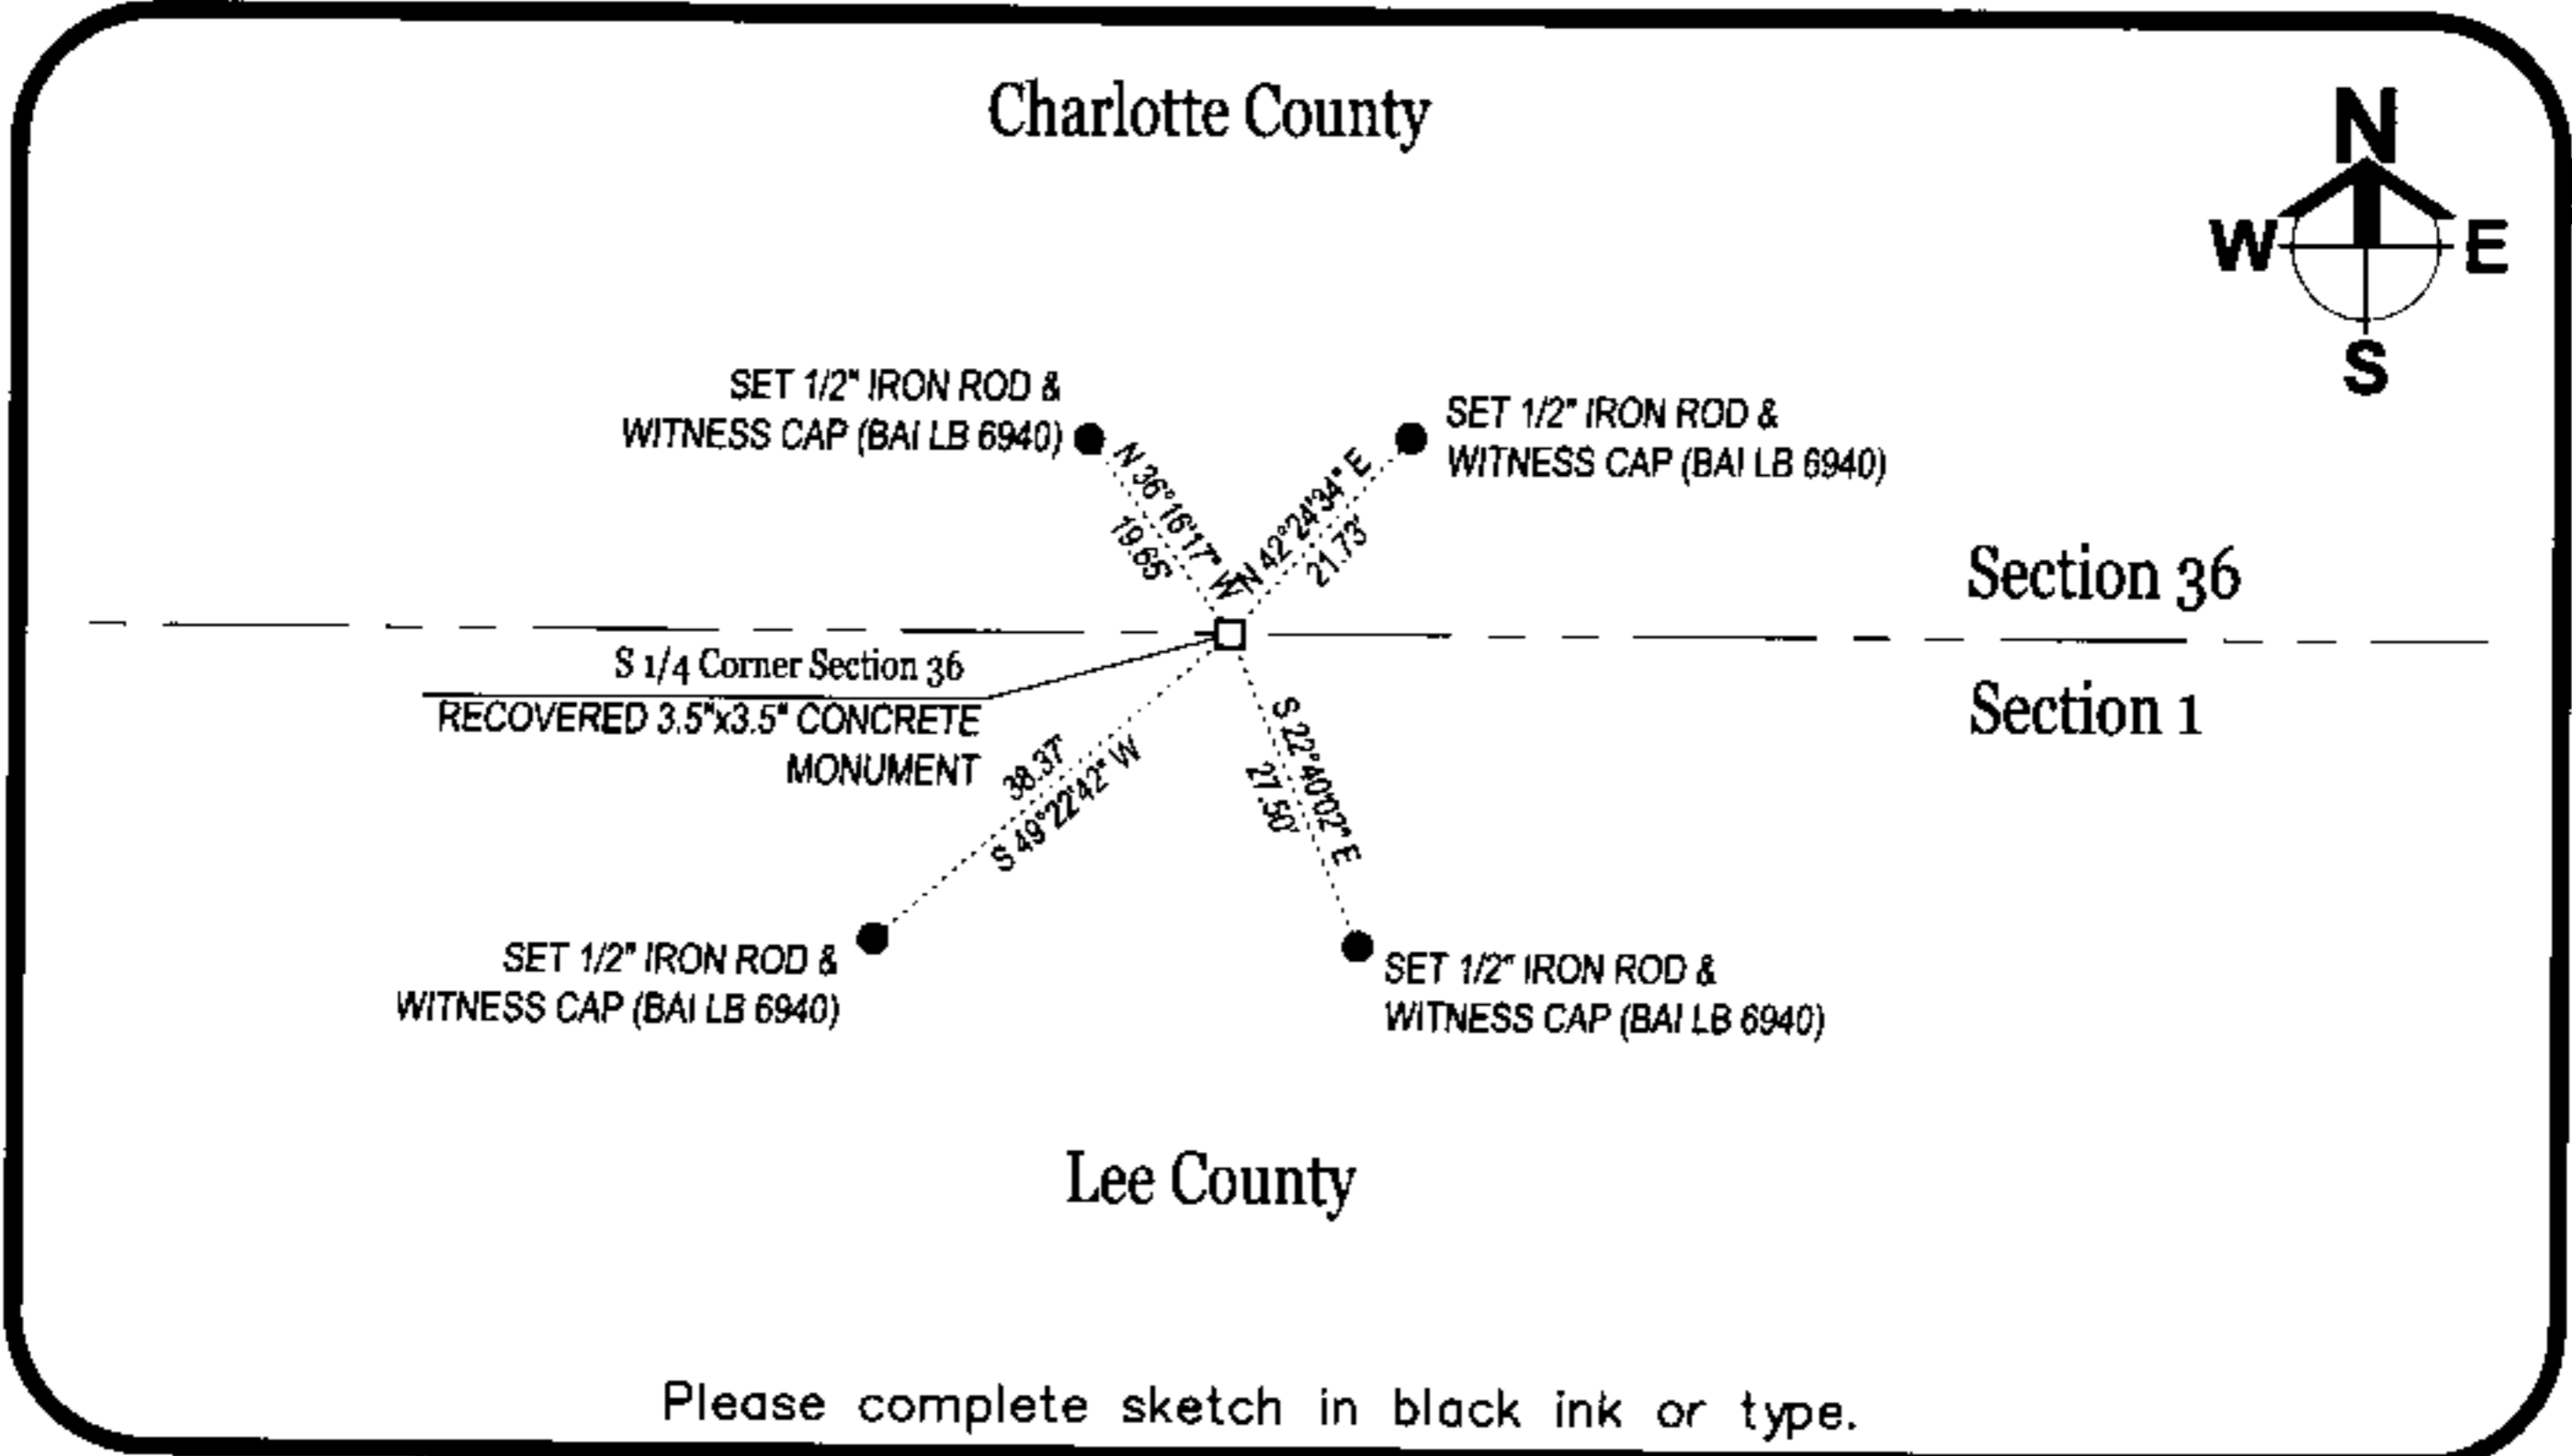 Charlotte County
N
W E
S
SET 1/2" IRON ROD &
WITNESS CAP (BAI LB 6940)
SET 1/2" IRON ROD &
WITNESS CAP (BAI LB 6940)
N 36°16'17" W
19.65'
N 42°24'34" E
21.73'
Section 36
S 1/4 Corner Section 36
RECOVERED 3.5"x3.5" CONCRETE
MONUMENT
Section 1
38.37'
S 49°22'42" W
S 22°40'02" E
27.50'
SET 1/2" IRON ROD &
WITNESS CAP (BAI LB 6940)
SET 1/2" IRON ROD &
WITNESS CAP (BAI LB 6940)
Lee County
Please complete sketch in black ink or type.